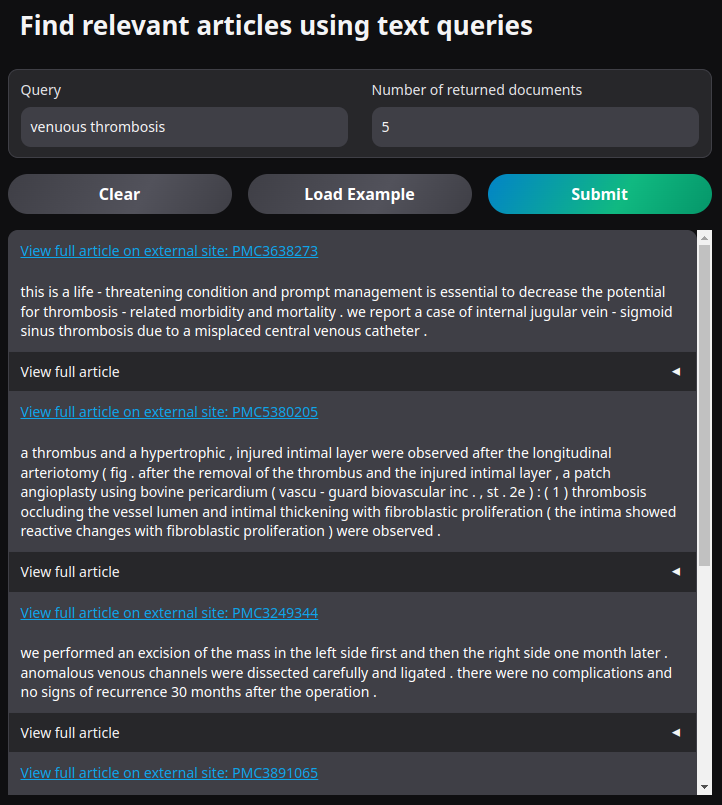 Find relevant articles using text queries
Query
Number of returned documents
venuous thrombosis
5
Clear
Load Example
Submit
View full article on external site: PMC3638273
this is a life - threatening condition and prompt management is essential to decrease the potential
for thrombosis - related morbidity and mortality . we report a case of internal jugular vein - sigmoid
sinus thrombosis due to a misplaced central venous catheter .
View full article
View full article on external site: PMC5380205
a thrombus and a hypertrophic , injured intimal layer were observed after the longitudinal
arteriotomy ( fig . after the removal of the thrombus and the injured intimal layer , a patch
angioplasty using bovine pericardium ( vascu - guard biovascular inc . , st . 2e ) : ( 1 ) thrombosis
occluding the vessel lumen and intimal thickening with fibroblastic proliferation ( the intima showed
reactive changes with fibroblastic proliferation ) were observed .
View full article
View full article on external site: PMC3249344
we performed an excision of the mass in the left side first and then the right side one month later .
anomalous venous channels were dissected carefully and ligated . there were no complications and
no signs of recurrence 30 months after the operation .
View full article
View full article on external site: PMC3891065